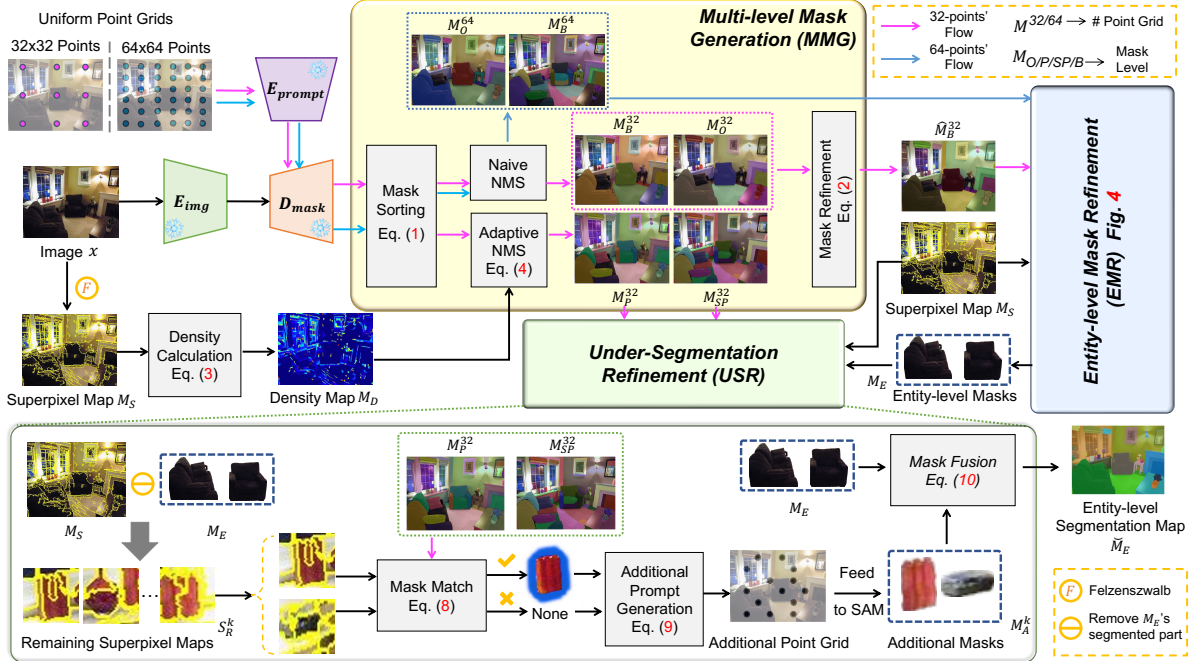 Uniform Point Grids
32x32 Points
64x64 Points
E_prompt
E_img
D_mask
Image x
F
Superpixel Map M_S
Density
Calculation
Eq. (3)
Density Map M_D
Multi-level Mask
Generation (MMG)
M_O^64
M_B^64
Mask
Sorting
Eq. (1)
Naive
NMS
Adaptive
NMS
Eq. (4)
M_B^32
M_O^32
M_P^32
M_SP^32
Mask Refinement
Eq. (2)
32-points'
Flow
64-points'
Flow
M^32/64 → # Point Grid
M_O/P/SP/B → Mask
Level
M̂_B^32
Superpixel Map M_S
Entity-level Mask Refinement
(EMR) Fig. 4
M_E
Entity-level Masks
Under-Segmentation
Refinement (USR)
M_S
M_E
Remaining Superpixel Maps
...
S_R^k
M_P^32
M_SP^32
Mask Match
Eq. (8)
None
Additional
Prompt
Generation
Eq. (9)
Additional Point Grid
Feed
to SAM
M_E
Mask Fusion
Eq. (10)
Additional Masks
M_A^k
Entity-level
Segmentation Map
M̆_E
F
Felzenszwalb
Remove M_E's
segmented part